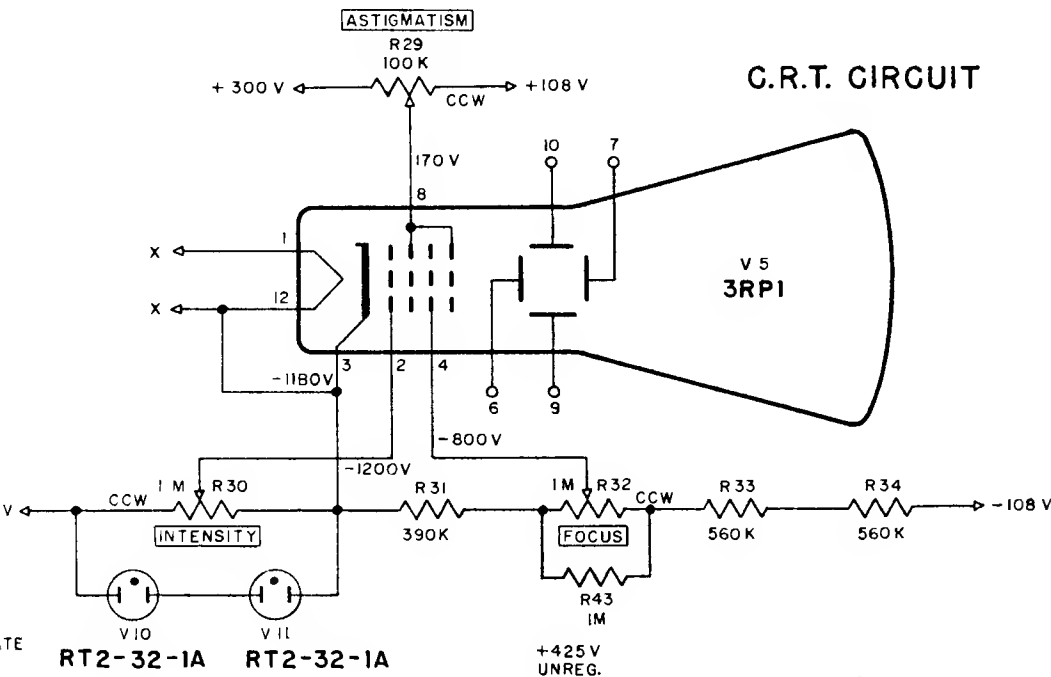 ASTIGMATISM
R29
100 K
+ 300 V
CCW
+108 V
C.R.T. CIRCUIT
170 V
8
10
7
1
X
12
X
V 5
3RP1
3
2
4
6
9
-1180V
-800 V
-1200V
V
CCW
1 M
R30
INTENSITY
R31
390K
1M
R32
CCW
FOCUS
R33
560K
R34
560K
-108 V
R43
1M
V10
V11
RT2-32-1A
RT2-32-1A
+425 V
UNREG.